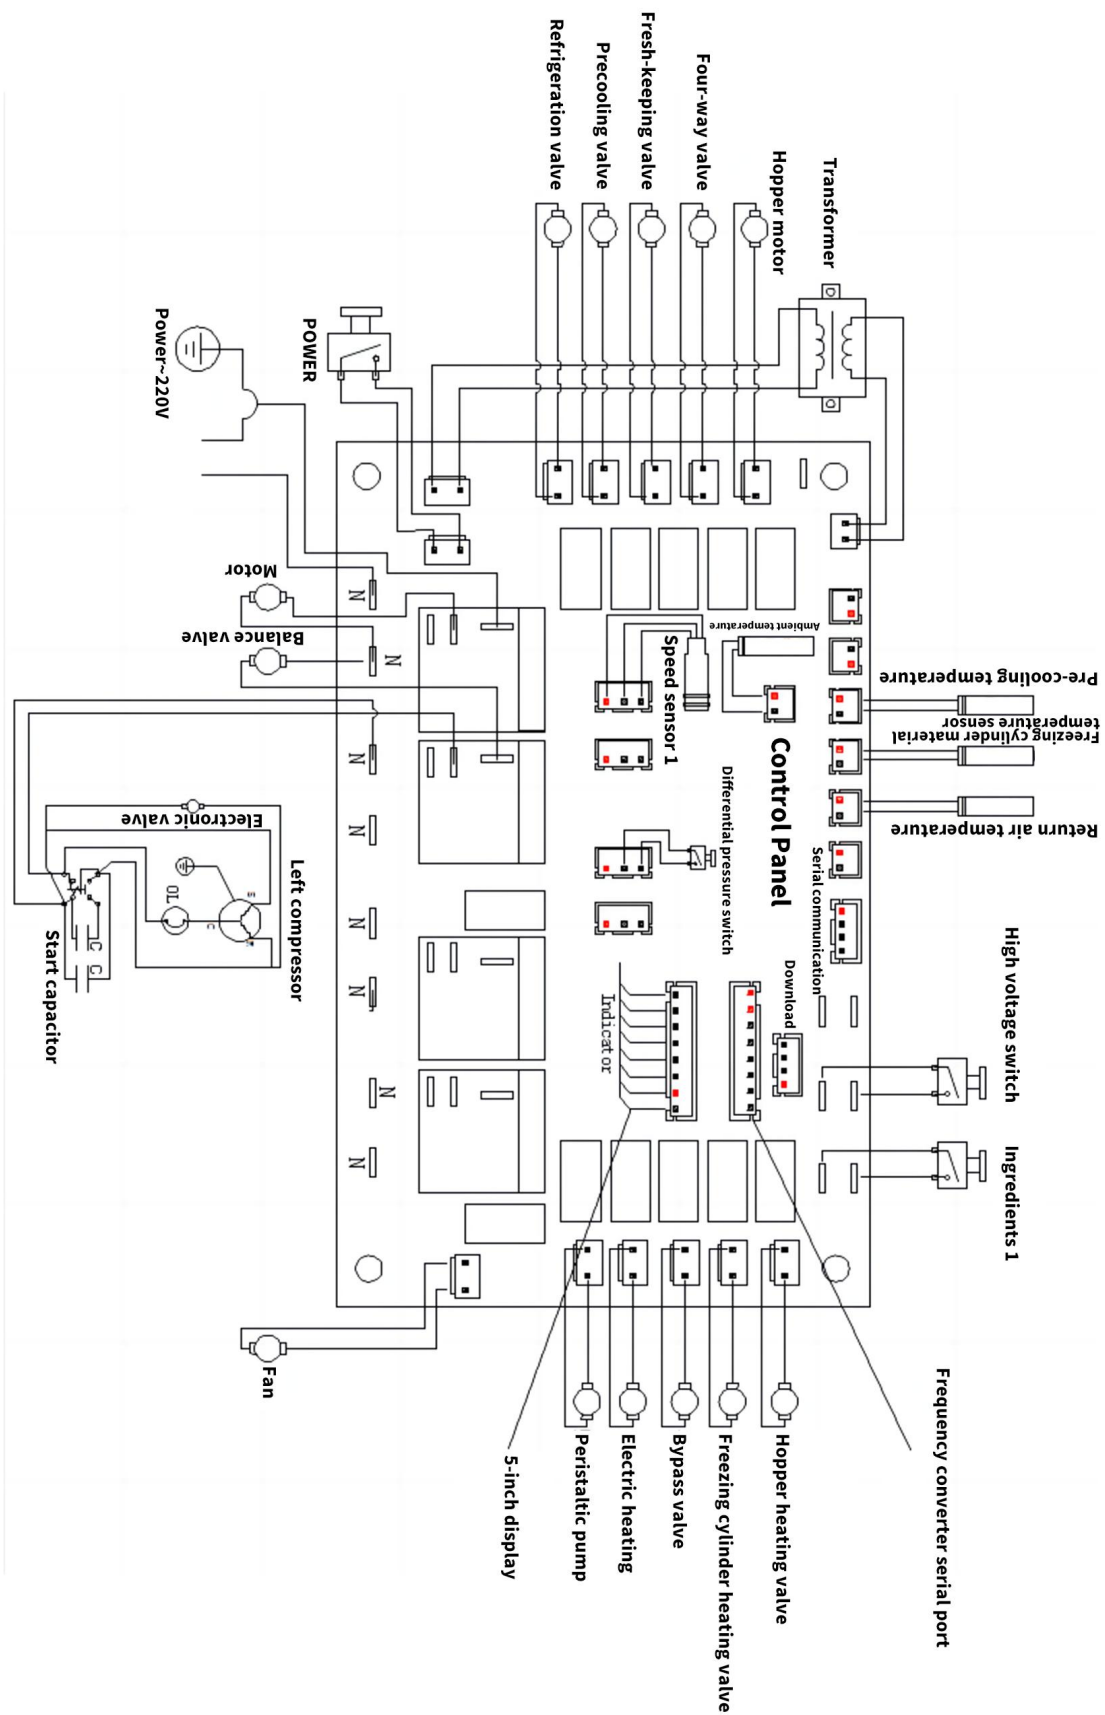 Refrigeration valve
Precooling valve
Fresh-keeping valve
Four-way valve
Hopper motor
Transformer
POWER
Power~220V
Motor
Balance valve
N
N
N
N
N
N
N
N
Ambient temperature
Speed sensor 1
Control Panel
Differential pressure switch
Pre-cooling temperature
Freezing cylinder material
temperature sensor
Return air temperature
Serial communication
Download
Indicator
High voltage switch
Ingredients 1
Electronic valve
Left compressor
OL
S
C
C
C
Start capacitor
Fan
5-inch display
Peristaltic pump
Electric heating
Bypass valve
Freezing cylinder heating valve
Hopper heating valve
Frequency converter serial port